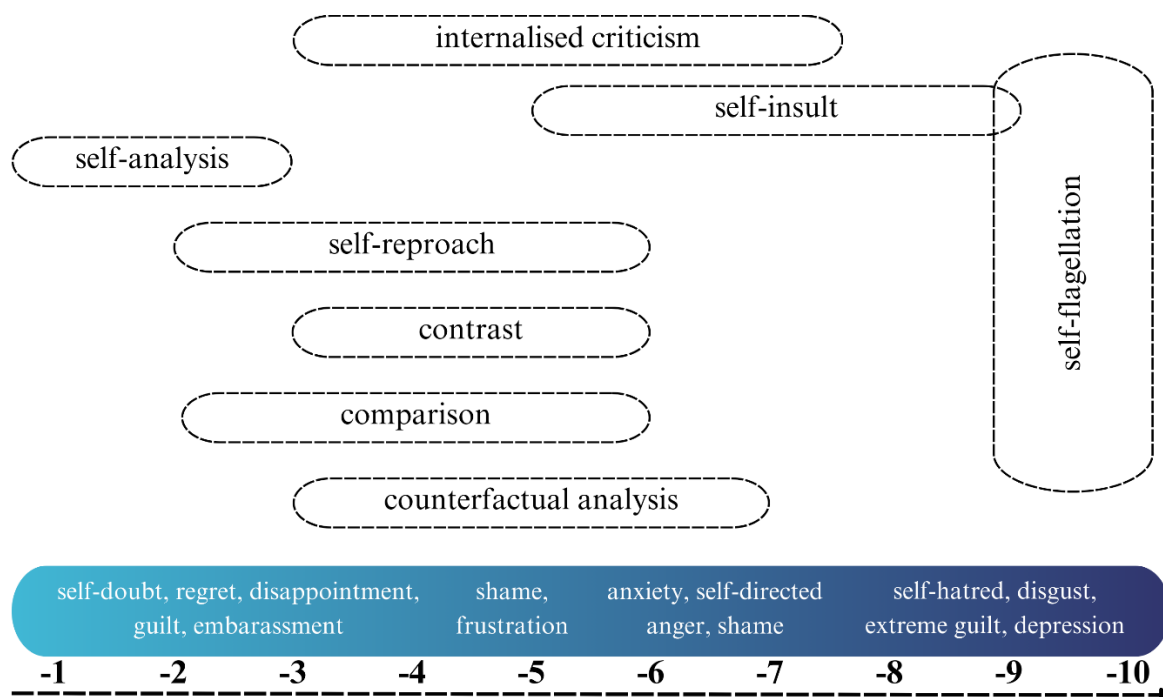 internalised criticism
self-insult
self-analysis
self-flagellation
self-reproach
contrast
comparison
counterfactual analysis
self-doubt, regret, disappointment,
guilt, embarassment
shame,
frustration
anxiety, self-directed
anger, shame
self-hatred, disgust,
extreme guilt, depression
-1 -2 -3 -4 -5 -6 -7 -8 -9 -10